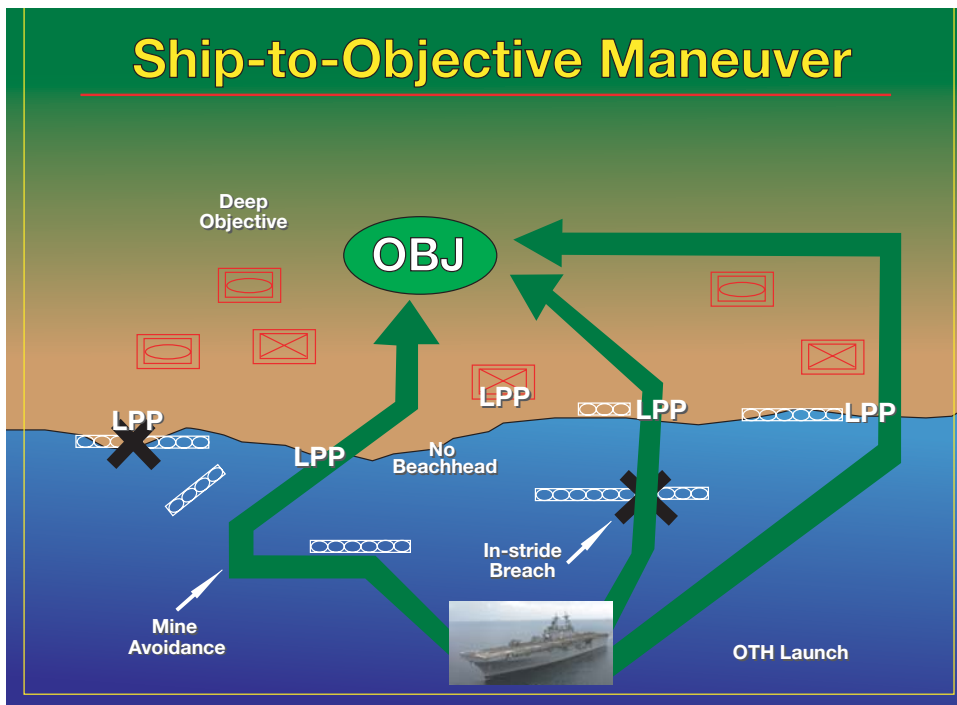 Ship-to-Objective Maneuver
Deep
Objective
OBJ
LPP
LPP
LPP
LPP
LPP
No
Beachhead
In-stride
Breach
Mine
Avoidance
OTH Launch